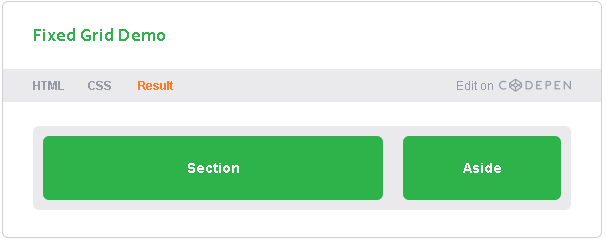 Fixed Grid Demo
HTML CSS Result Edit on CODEPEN
Section Aside